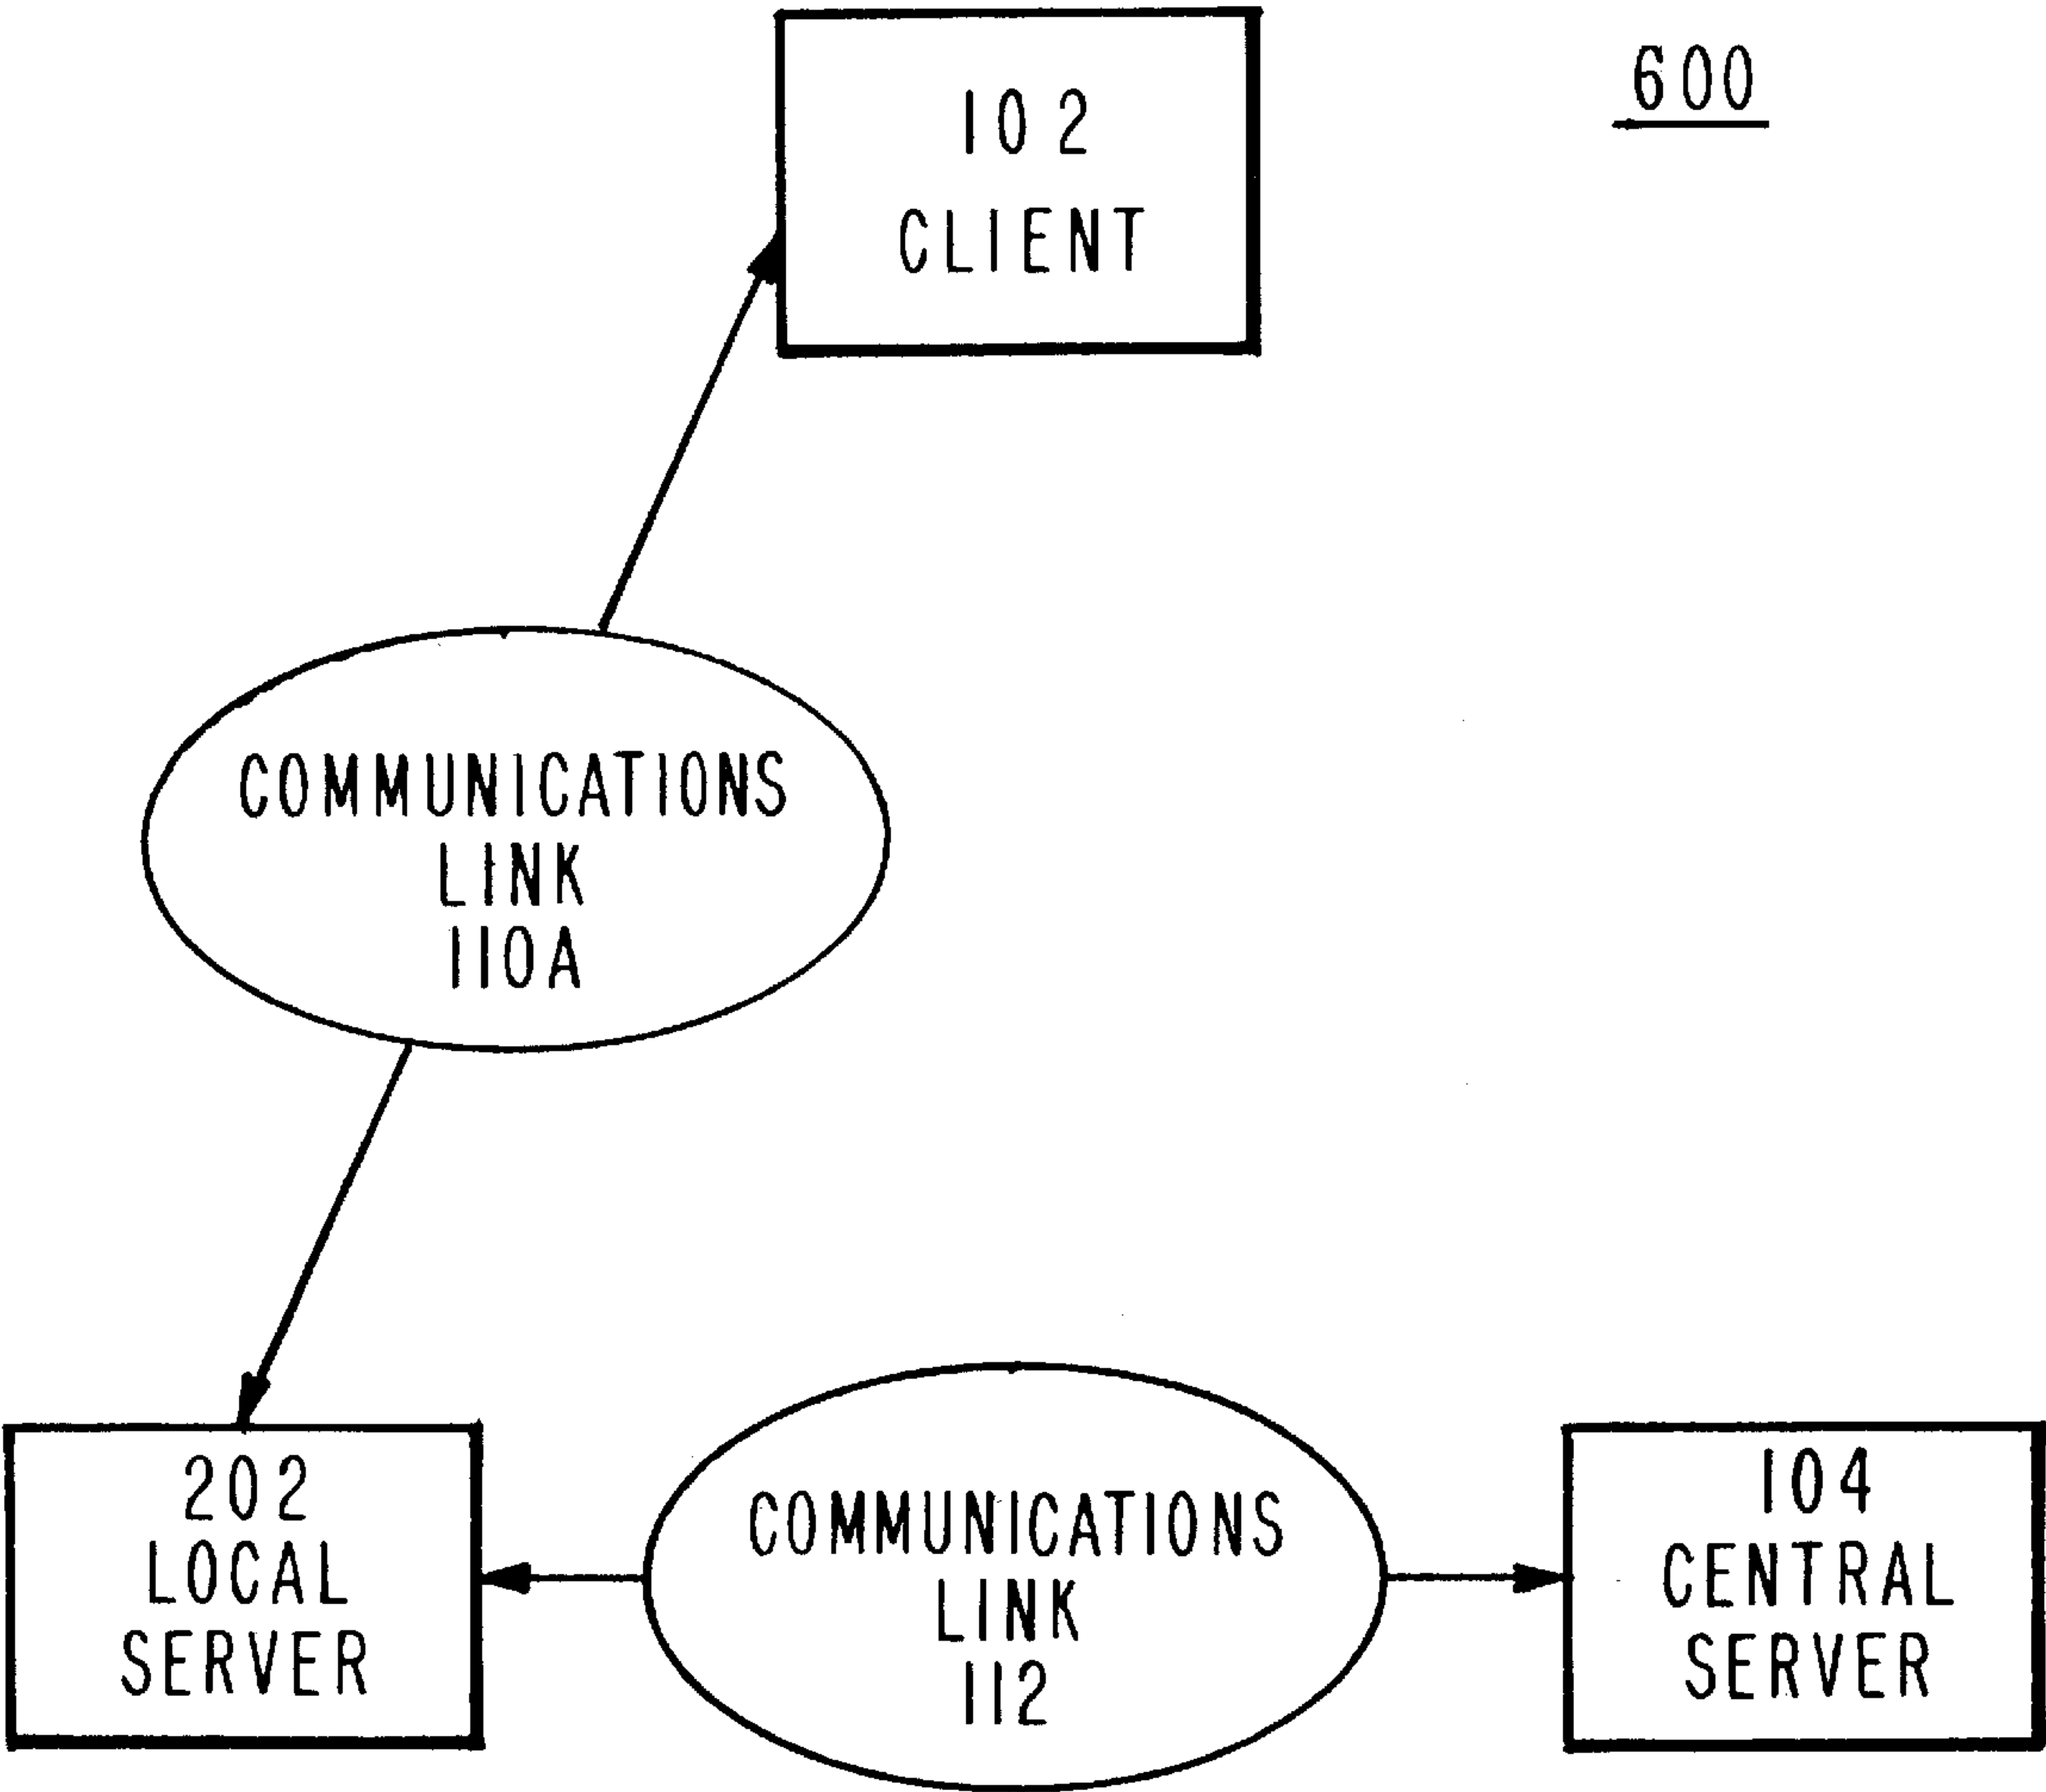 600
102
CLIENT
COMMUNICATIONS
LINK
110A
202
LOCAL
SERVER
COMMUNICATIONS
LINK
112
104
CENTRAL
SERVER